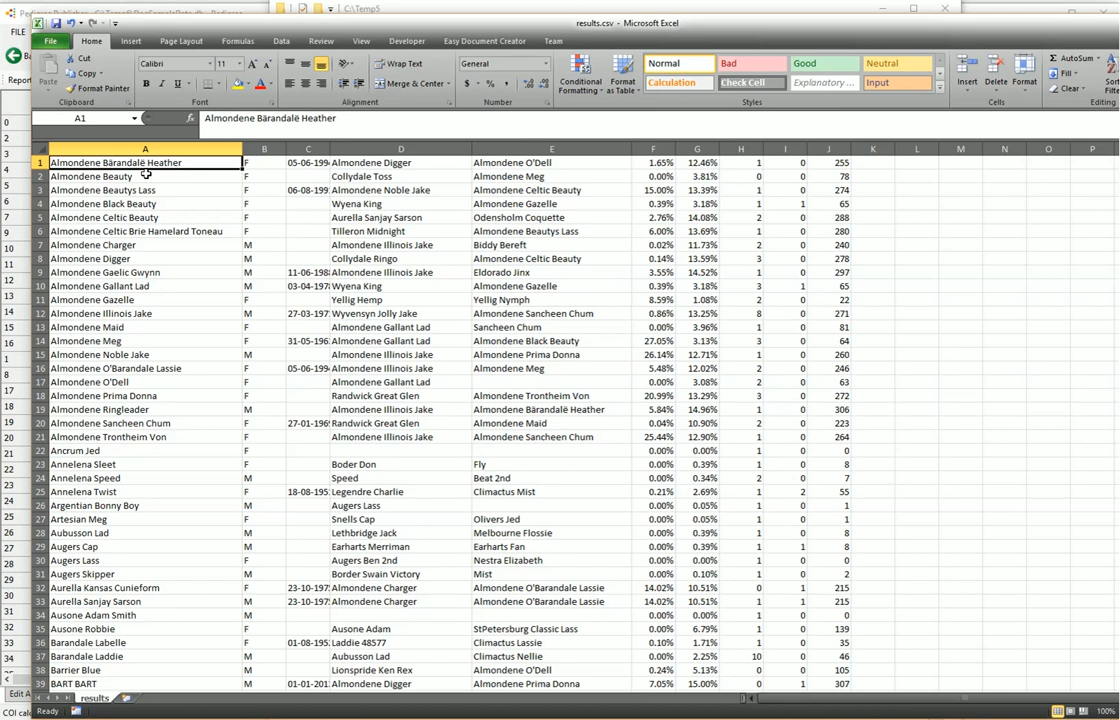 C:\Temp5
results.csv - Microsoft Excel
FILE
File Home Insert Page Layout Formulas Data Review View Developer Easy Document Creator Team
Cut
Copy
Format Painter
Paste
Clipboard
Calibri 11
B I U
Font
Wrap Text
Merge & Center
Alignment
General
$ % ,
Number
Conditional Formatting
Format as Table
Normal Bad Good Neutral
Calculation Check Cell Explanatory ... Input
Styles
Insert Delete Format
Cells
AutoSum
Fill
Clear
Sort
Filter
Report
A1 fx Almondene Bärandalë Heather
A B C D E F G H I J K L M N O P
1 Almondene Bärandalë Heather F 05-06-199 Almondene Digger Almondene O'Dell 1.65% 12.46% 1 0 255
2 Almondene Beauty F Collydale Toss Almondene Meg 0.00% 3.81% 0 0 78
3 Almondene Beautys Lass F 06-08-199 Almondene Noble Jake Almondene Celtic Beauty 15.00% 13.39% 1 0 274
4 Almondene Black Beauty F Wyena King Almondene Gazelle 0.39% 3.18% 1 1 65
5 Almondene Celtic Beauty F Aurella Sanjay Sarson Odensholm Coquette 2.76% 14.08% 2 0 288
6 Almondene Celtic Brie Hamelard Toneau F Tilleron Midnight Almondene Beautys Lass 6.00% 13.69% 1 0 280
7 Almondene Charger M Almondene Illinois Jake Biddy Bereft 0.02% 11.73% 2 0 240
8 Almondene Digger M Collydale Ringo Almondene Celtic Beauty 0.14% 13.59% 3 0 278
9 Almondene Gaelic Gwynn M 11-06-198 Almondene Illinois Jake Eldorado Jinx 3.55% 14.52% 1 0 297
10 Almondene Gallant Lad M 03-04-197 Wyena King Almondene Gazelle 0.39% 3.18% 3 1 65
11 Almondene Gazelle F Yellig Hemp Yellig Nymph 8.59% 1.08% 2 0 22
12 Almondene Illinois Jake M 27-03-197 Wyvensyn Jolly Jake Almondene Sancheen Chum 0.86% 13.25% 8 0 271
13 Almondene Maid F Almondene Gallant Lad Sancheen Chum 0.00% 3.96% 1 0 81
14 Almondene Meg F 31-05-196 Almondene Gallant Lad Almondene Black Beauty 27.05% 3.13% 3 0 64
15 Almondene Noble Jake M Almondene Illinois Jake Almondene Prima Donna 26.14% 12.71% 1 0 260
16 Almondene O'Barandale Lassie F 05-06-199 Almondene Illinois Jake Almondene Meg 5.48% 12.02% 2 0 246
17 Almondene O'Dell F Almondene Gallant Lad 0.00% 3.08% 2 0 63
18 Almondene Prima Donna F Randwick Great Glen Almondene Trontheim Von 20.99% 13.29% 3 0 272
19 Almondene Ringleader M Almondene Illinois Jake Almondene Bärandalë Heather 5.84% 14.96% 1 0 306
20 Almondene Sancheen Chum F 27-01-196 Randwick Great Glen Almondene Maid 0.04% 10.90% 2 0 223
21 Almondene Trontheim Von F Almondene Illinois Jake Almondene Sancheen Chum 25.44% 12.90% 1 0 264
22 Ancrum Jed F 0.00% 0.00% 1 0 0
23 Annelena Sleet F Boder Don Fly 0.00% 0.39% 1 0 8
24 Annelena Speed M Speed Beat 2nd 0.00% 0.34% 2 0 7
25 Annelena Twist F 18-08-195 Legendre Charlie Climactus Mist 0.21% 2.69% 1 2 55
26 Argentian Bonny Boy M Augers Lass 0.00% 0.05% 1 0 1
27 Artesian Meg F Snells Cap Olivers Jed 0.00% 0.05% 1 0 1
28 Aubusson Lad M Lethbridge Jack Melbourne Flossie 0.00% 0.39% 1 0 8
29 Augers Cap M Earharts Merriman Earharts Fan 0.00% 0.39% 1 1 8
30 Augers Lass F Augers Ben 2nd Nestra Elizabeth 0.00% 0.00% 1 0 0
31 Augers Skipper M Border Swain Victory Mist 0.00% 0.10% 1 0 2
32 Aurella Kansas Cunieform F 23-10-197 Almondene Charger Almondene O'Barandale Lassie 14.02% 10.51% 0 1 215
33 Aurella Sanjay Sarson M 23-10-197 Almondene Charger Almondene O'Barandale Lassie 14.02% 10.51% 1 1 215
34 Ausone Adam Smith M 0.00% 0.00% 1 0 0
35 Ausone Robbie F Ausone Adam StPetersburg Classic Lass 0.00% 6.79% 3 0 139
36 Barandale Labelle F 01-08-195 Laddie 48577 Climactus Lassie 0.10% 1.71% 1 0 35
37 Barandale Laddie M Aubusson Lad Climactus Nellie 0.00% 2.25% 10 0 46
38 Barrier Blue M Lionspride Ken Rex Almondene O'Dell 0.24% 5.13% 0 0 105
39 BART BART M 01-01-201 Almondene Digger Almondene Prima Donna 7.05% 15.00% 0 1 307
results
Edit A
Ready
COI calc
100%